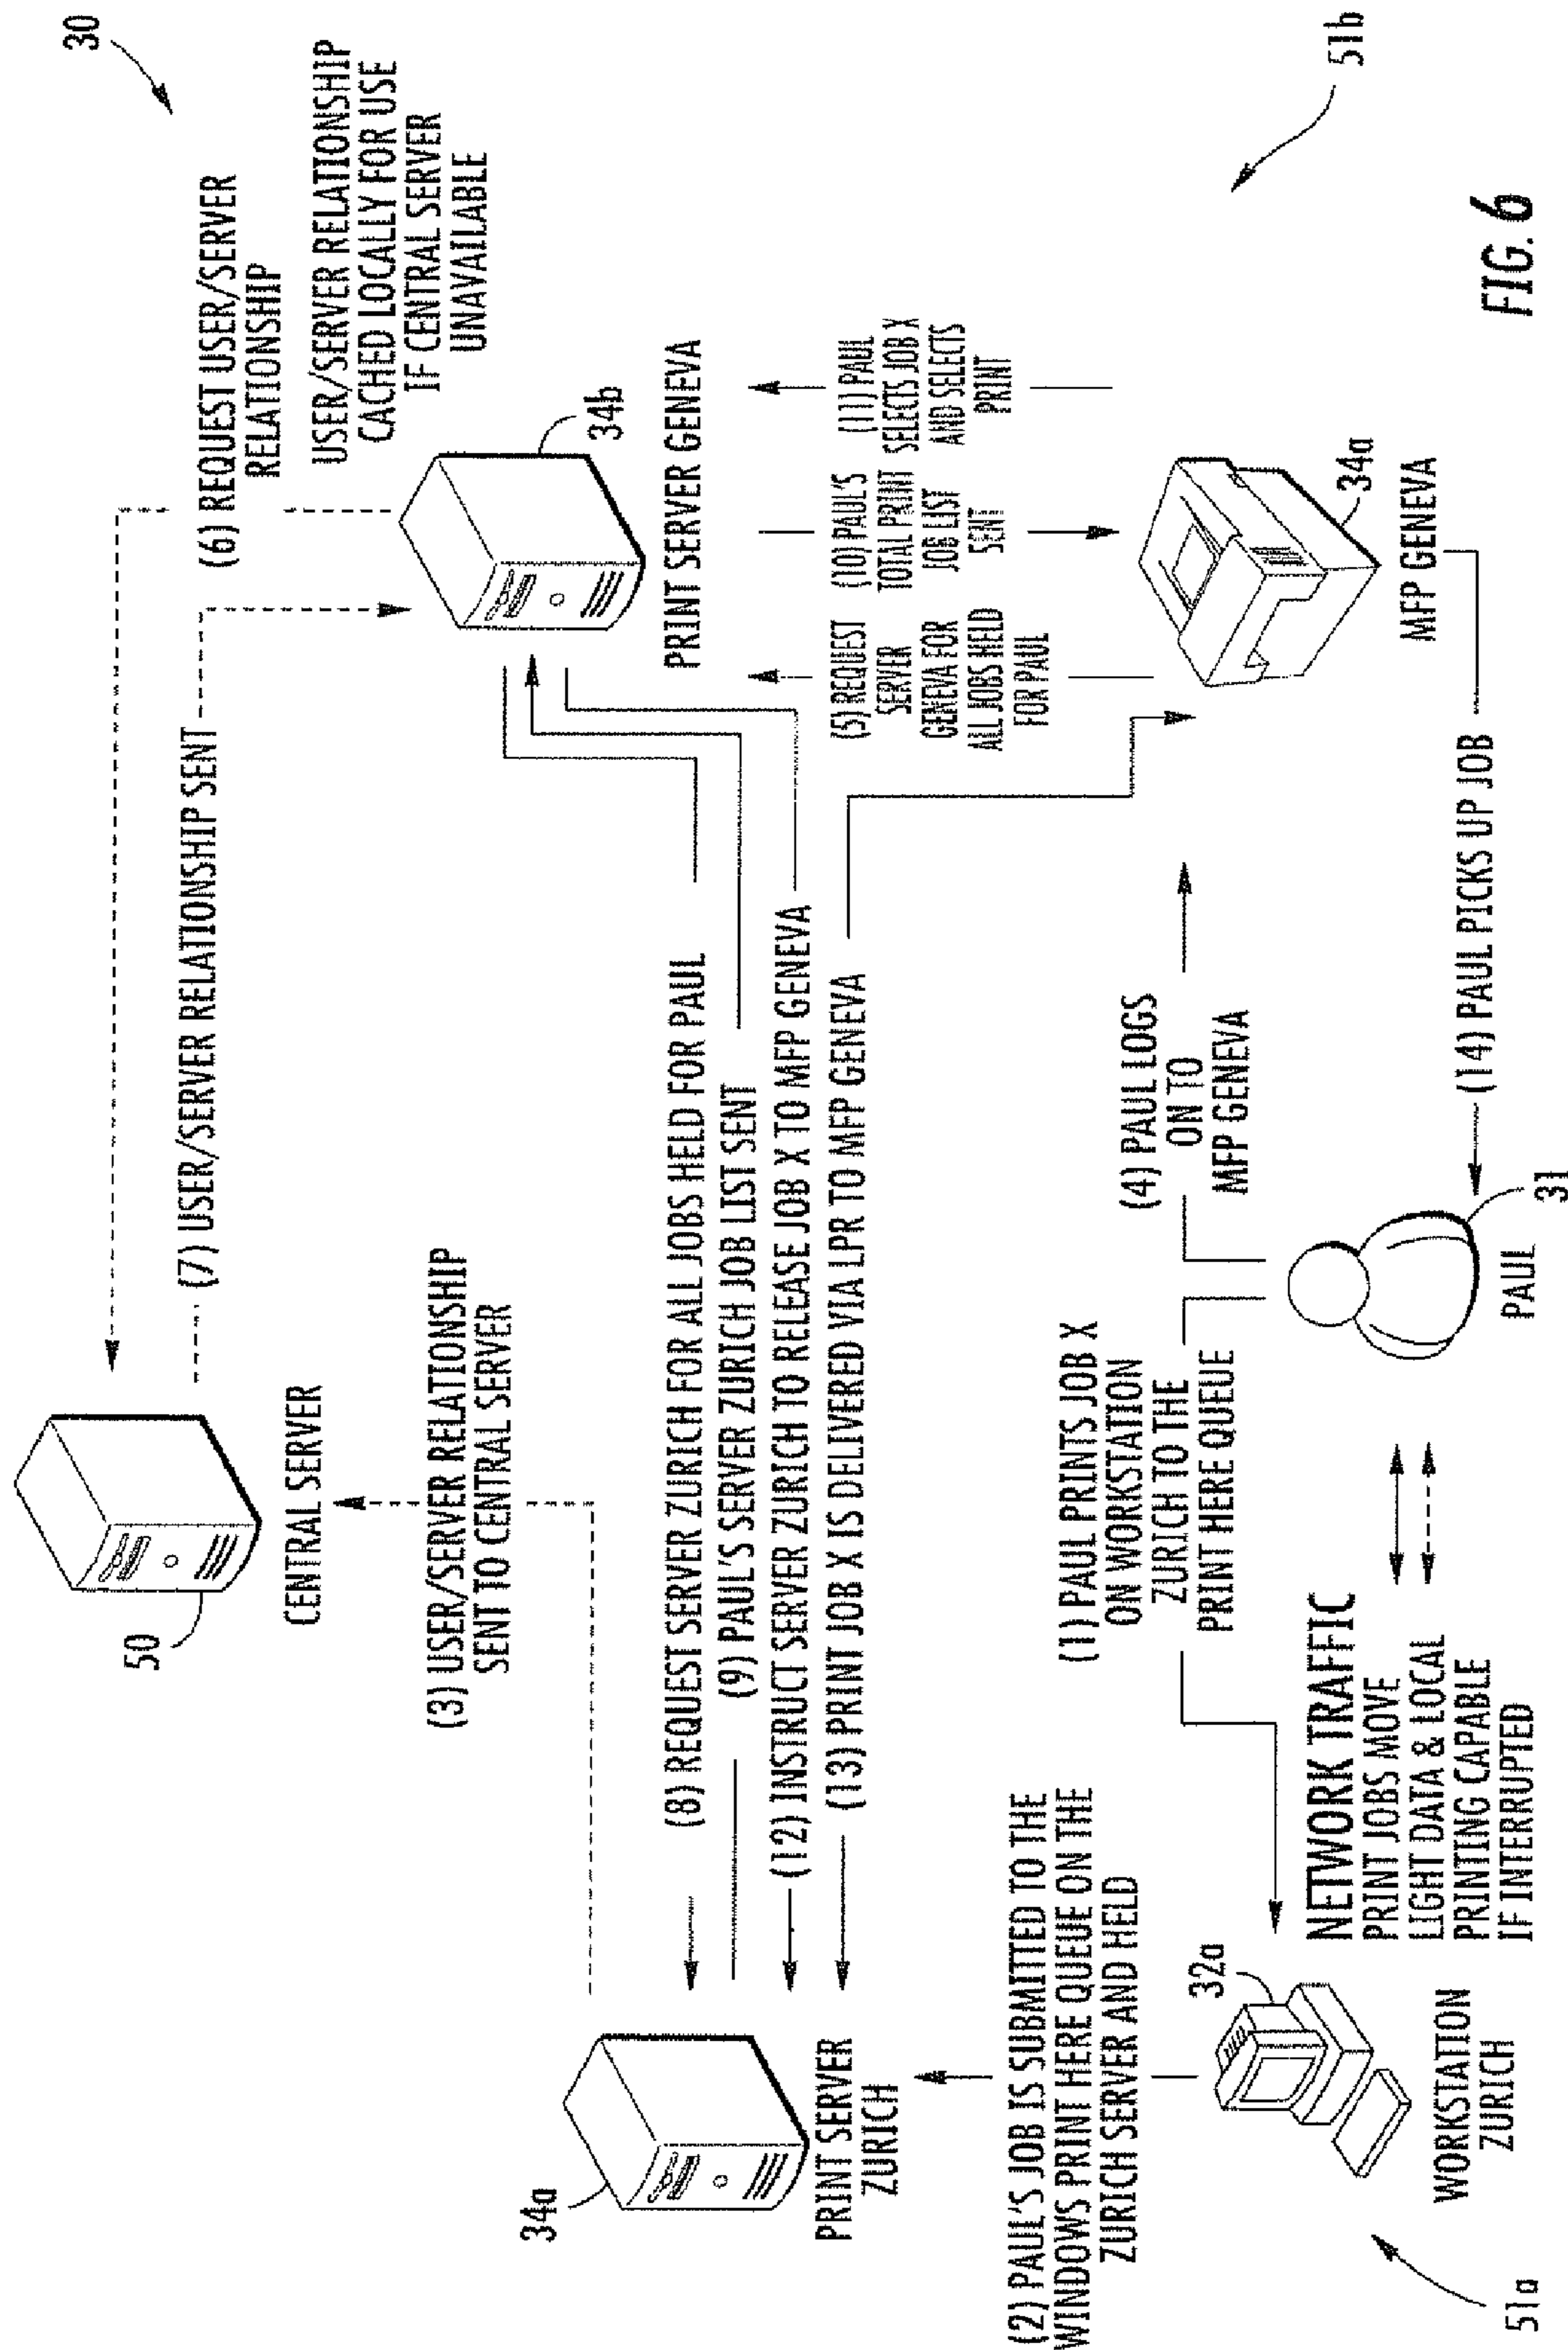 30
50
CENTRAL SERVER
(6) REQUEST USER/SERVER
RELATIONSHIP
(7) USER/SERVER RELATIONSHIP SENT
USER/SERVER RELATIONSHIP
CACHED LOCALLY FOR USE
IF CENTRAL SERVER
UNAVAILABLE
(3) USER/SERVER RELATIONSHIP
SENT TO CENTRAL SERVER
34a
PRINT SERVER
ZURICH
34b
PRINT SERVER GENEVA
(8) REQUEST SERVER ZURICH FOR ALL JOBS HELD FOR PAUL
(9) PAUL'S SERVER ZURICH JOB LIST SENT
(12) INSTRUCT SERVER ZURICH TO RELEASE JOB X TO MFP GENEVA
(13) PRINT JOB X IS DELIVERED VIA LPR TO MFP GENEVA
(5) REQUEST
SERVER
GENEVA FOR
ALL JOBS HELD
FOR PAUL
(10) PAUL'S
TOTAL PRINT
JOB LIST
SENT
(11) PAUL
SELECTS JOB X
AND SELECTS
PRINT
(2) PAUL'S JOB IS SUBMITTED TO THE
WINDOWS PRINT HERE QUEUE ON THE
ZURICH SERVER AND HELD
(1) PAUL PRINTS JOB X
ON WORKSTATION
ZURICH TO THE
PRINT HERE QUEUE
(4) PAUL LOGS
ON TO
MFP GENEVA
32a
WORKSTATION
ZURICH
51a
NETWORK TRAFFIC
PRINT JOBS MOVE
LIGHT DATA & LOCAL
PRINTING CAPABLE
IF INTERRUPTED
31
PAUL
34a
MFP GENEVA
(14) PAUL PICKS UP JOB
51b
FIG. 6